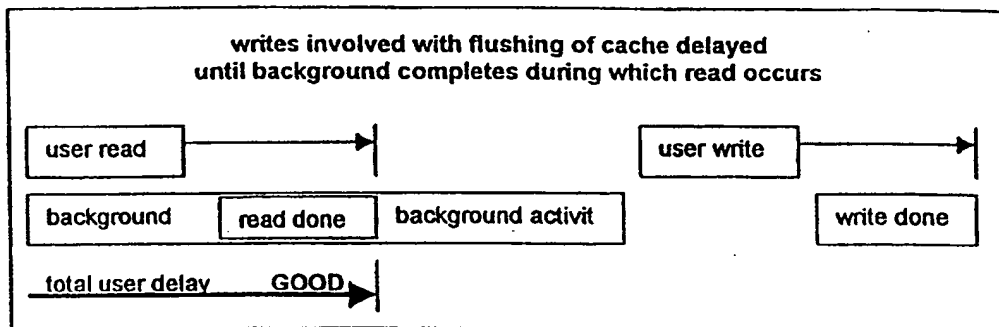 writes involved with flushing of cache delayed
until background completes during which read occurs
user read
user write
background
read done
background activit
write done
total user delay GOOD